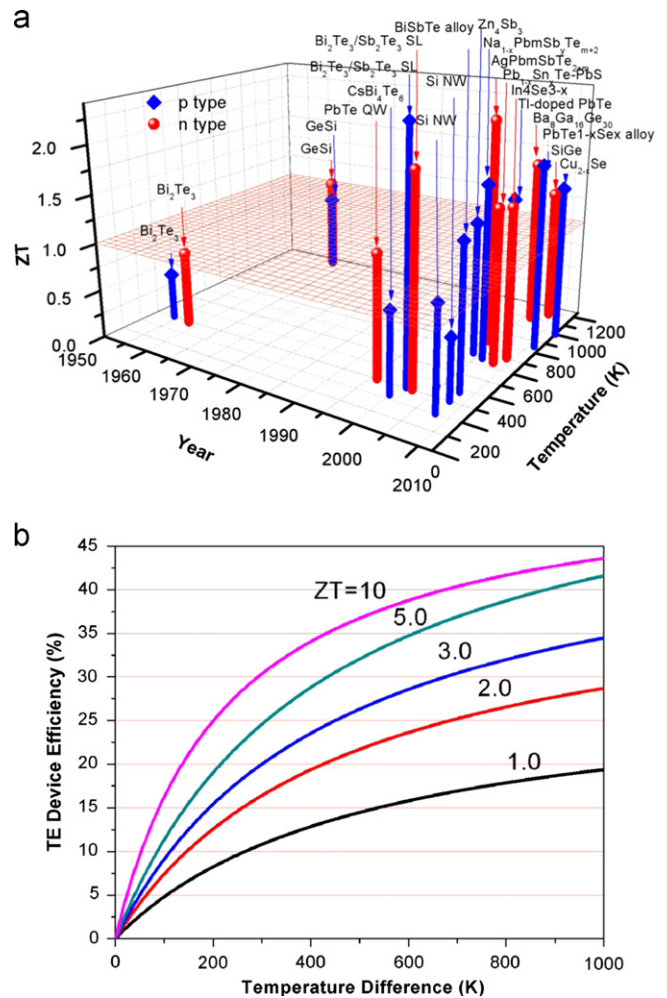 a
BiSbTe alloy Zn₄Sb₃
Bi₂Te₃/Sb₂Te₃ SL Na₁₋ₓPbmSbᵧTeₘ₊₂
AgPbmSbTe₂₊ₘ
Bi₂Te₃/Sb₂Te₃ SL Si NW Pb₁₋ₓSnₓTe-PbS
p type CsBi₄Te₆ In4Se3-x
n type PbTe QW Si NW Tl-doped PbTe
GeSi Ba₈Ga₁₆Ge₃₀
GeSi PbTe1-xSex alloy
SiGe
Cu₂₋ₓSe
Bi₂Te₃
Bi₂Te₃
ZT
2.0
1.5
1.0
0.5
0.0
1950
1960
1970
1980
1990
2000
2010
Year
0
200
400
600
800
1000
1200
Temperature (K)
b
45
40
35
30
25
20
15
10
5
0
TE Device Efficiency (%)
ZT=10
5.0
3.0
2.0
1.0
0 200 400 600 800 1000
Temperature Difference (K)